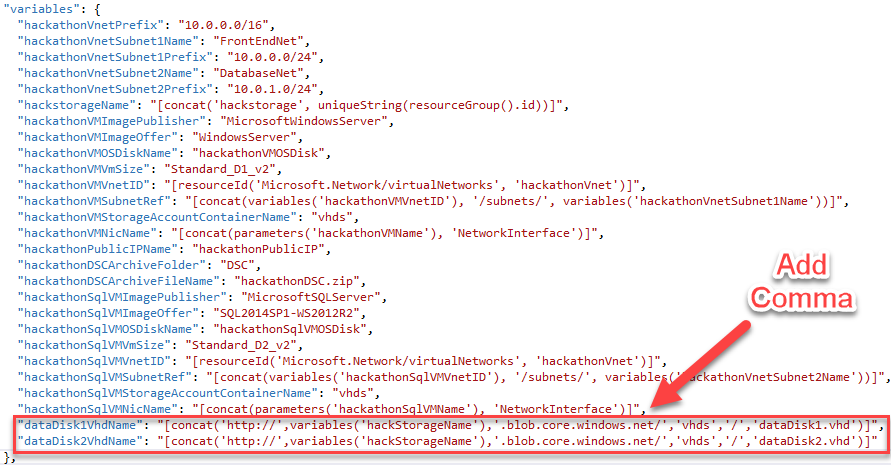 "variables": {
"hackathonVnetPrefix": "10.0.0.0/16",
"hackathonVnetSubnet1Name": "FrontEndNet",
"hackathonVnetSubnet1Prefix": "10.0.0.0/24",
"hackathonVnetSubnet2Name": "DatabaseNet",
"hackathonVnetSubnet2Prefix": "10.0.1.0/24",
"hackstorageName": "[concat('hackstorage', uniqueString(resourceGroup().id))]",
"hackathonVMImagePublisher": "MicrosoftWindowsServer",
"hackathonVMImageOffer": "WindowsServer",
"hackathonVMOSDiskName": "hackathonVMOSDisk",
"hackathonVMVmSize": "Standard_D1_v2",
"hackathonVMVnetID": "[resourceId('Microsoft.Network/virtualNetworks', 'hackathonVnet')]",
"hackathonVMSubnetRef": "[concat(variables('hackathonVMVnetID'), '/subnets/', variables('hackathonVnetSubnet1Name'))]",
"hackathonVMStorageAccountContainerName": "vhds",
"hackathonVMNicName": "[concat(parameters('hackathonVMName'), 'NetworkInterface')]",
"hackathonPublicIPName": "hackathonPublicIP",
"hackathonDSCArchiveFolder": "DSC",
"hackathonDSCArchiveFileName": "hackathonDSC.zip",
"hackathonSqlVMImagePublisher": "MicrosoftSQLServer",
"hackathonSqlVMImageOffer": "SQL2014SP1-WS2012R2",
"hackathonSqlVMOSDiskName": "hackathonSqlVMOSDisk",
"hackathonSqlVMVmSize": "Standard_D2_v2",
"hackathonSqlVMVnetID": "[resourceId('Microsoft.Network/virtualNetworks', 'hackathonVnet')]",
"hackathonSqlVMSubnetRef": "[concat(variables('hackathonSqlVMVnetID'), '/subnets/', variables('hackathonVnetSubnet2Name'))]",
"hackathonSqlVMStorageAccountContainerName": "vhds",
"hackathonSqlVMNicName": "[concat(parameters('hackathonSqlVMName'), 'NetworkInterface')]",
"dataDisk1VhdName": "[concat('http://',variables('hackStorageName'),'.blob.core.windows.net/','vhds','/','dataDisk1.vhd')]",
"dataDisk2VhdName": "[concat('http://',variables('hackStorageName'),'.blob.core.windows.net/','vhds','/','dataDisk2.vhd')]"
},
Add
Comma